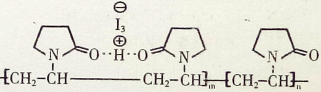 ⊖
I₃
⊕
N O···H···O N N O
⁅CH₂–CH CH₂–CH⁆ₘ ⁅CH₂–CH⁆ₙ